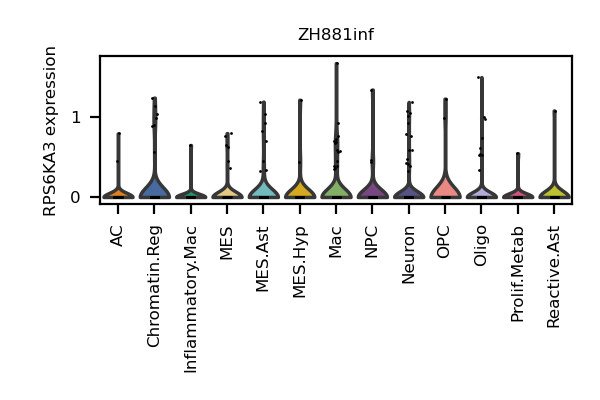 ZH881inf
RPS6KA3 expression
1
0
AC
Chromatin.Reg
Inflammatory.Mac
MES
MES.Ast
MES.Hyp
Mac
NPC
Neuron
OPC
Oligo
Prolif.Metab
Reactive.Ast